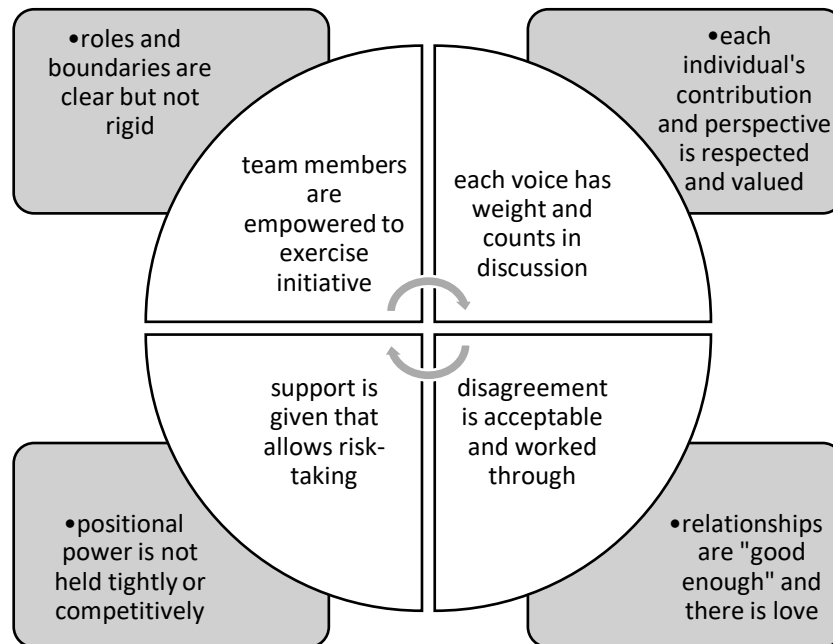 •roles and
boundaries are
clear but not
rigid
•each
individual's
contribution
and perspective
is respected
and valued
team members
are
empowered to
exercise
initiative
each voice has
weight and
counts in
discussion
support is
given that
allows risk-
taking
disagreement
is acceptable
and worked
through
•positional
power is not
held tightly or
competitively
•relationships
are "good
enough" and
there is love